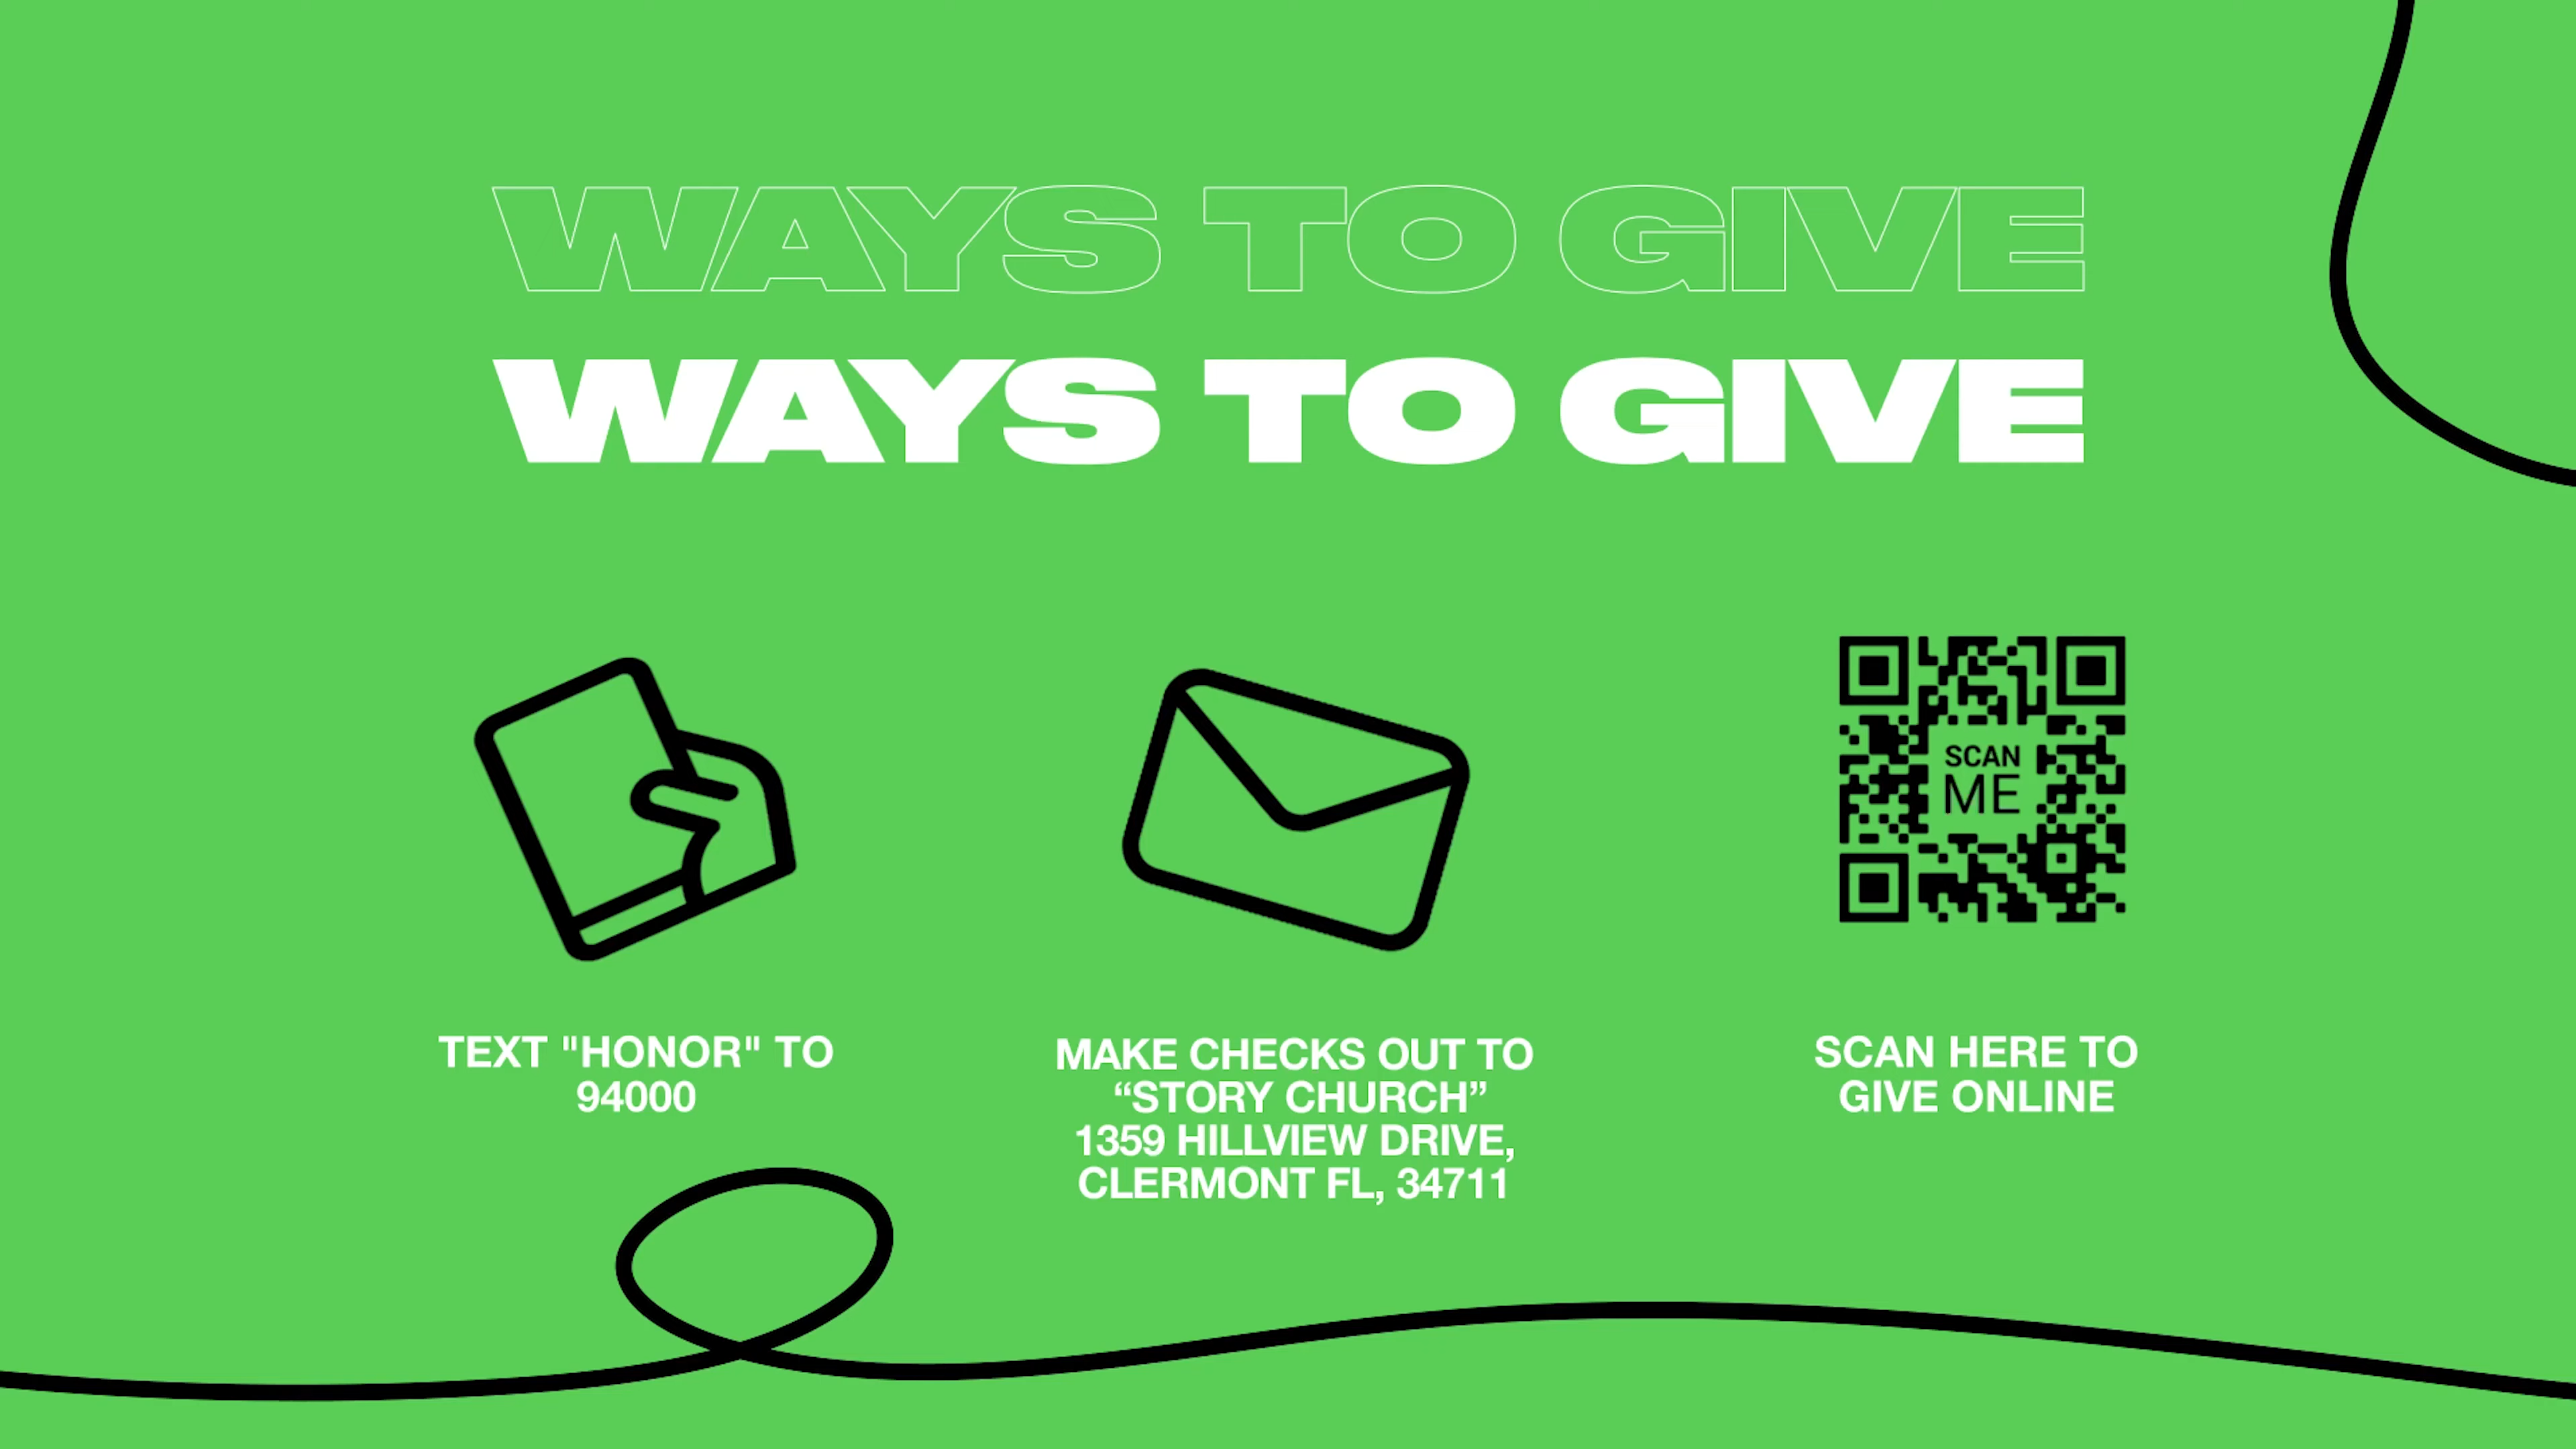 WAYS TO GIVE
WAYS TO GIVE
SCAN
ME
TEXT "HONOR" TO
94000
MAKE CHECKS OUT TO
“STORY CHURCH”
1359 HILLVIEW DRIVE,
CLERMONT FL, 34711
SCAN HERE TO
GIVE ONLINE